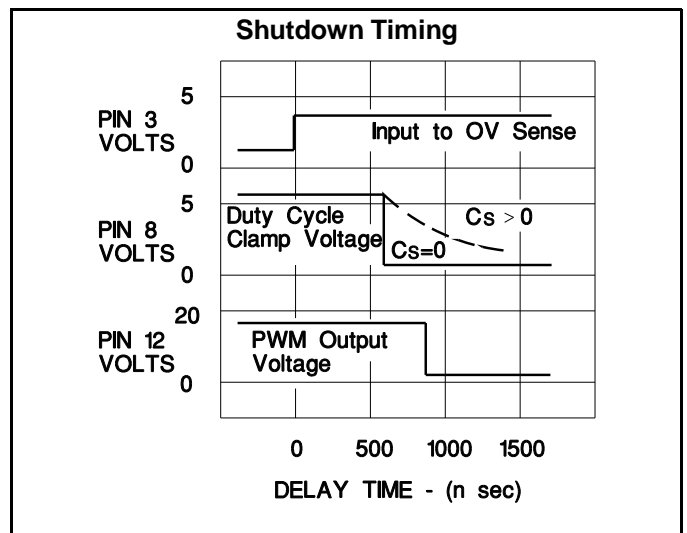 Shutdown Timing
5
PIN 3
VOLTS
0
Input to OV Sense
5
PIN 8
VOLTS
0
Duty Cycle
Clamp Voltage
Cs > 0
Cs=0
20
PIN 12
VOLTS
0
PWM Output
Voltage
0 500 1000 1500
DELAY TIME - (n sec)